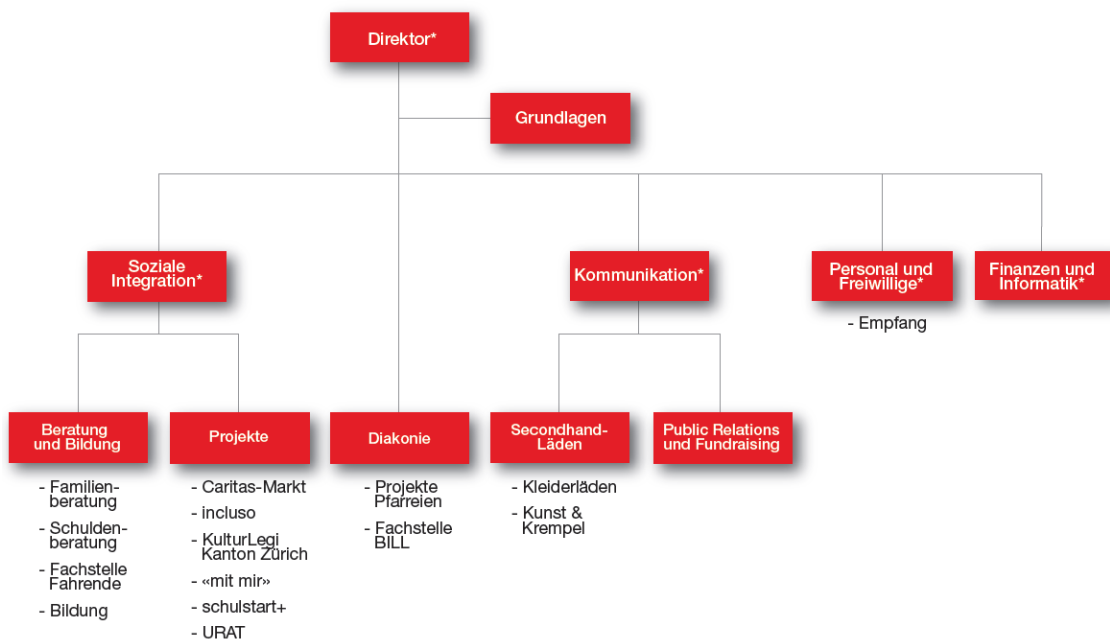 Direktor*
Grundlagen
Soziale
Integration*
Kommunikation*
Personal und
Freiwillige*
Finanzen und
Informatik*
- Empfang
Beratung
und Bildung
Projekte
Diakonie
Secondhand-
Läden
Public Relations
und Fundraising
- Familien-
beratung
- Schulden-
beratung
- Fachstelle
Fahrende
- Bildung
- Caritas-Markt
- incluso
- KulturLegi
Kanton Zürich
- «mit mir»
- schulstart+
- URAT
- Projekte
Pfarreien
- Fachstelle
BILL
- Kleiderläden
- Kunst &
Krempel